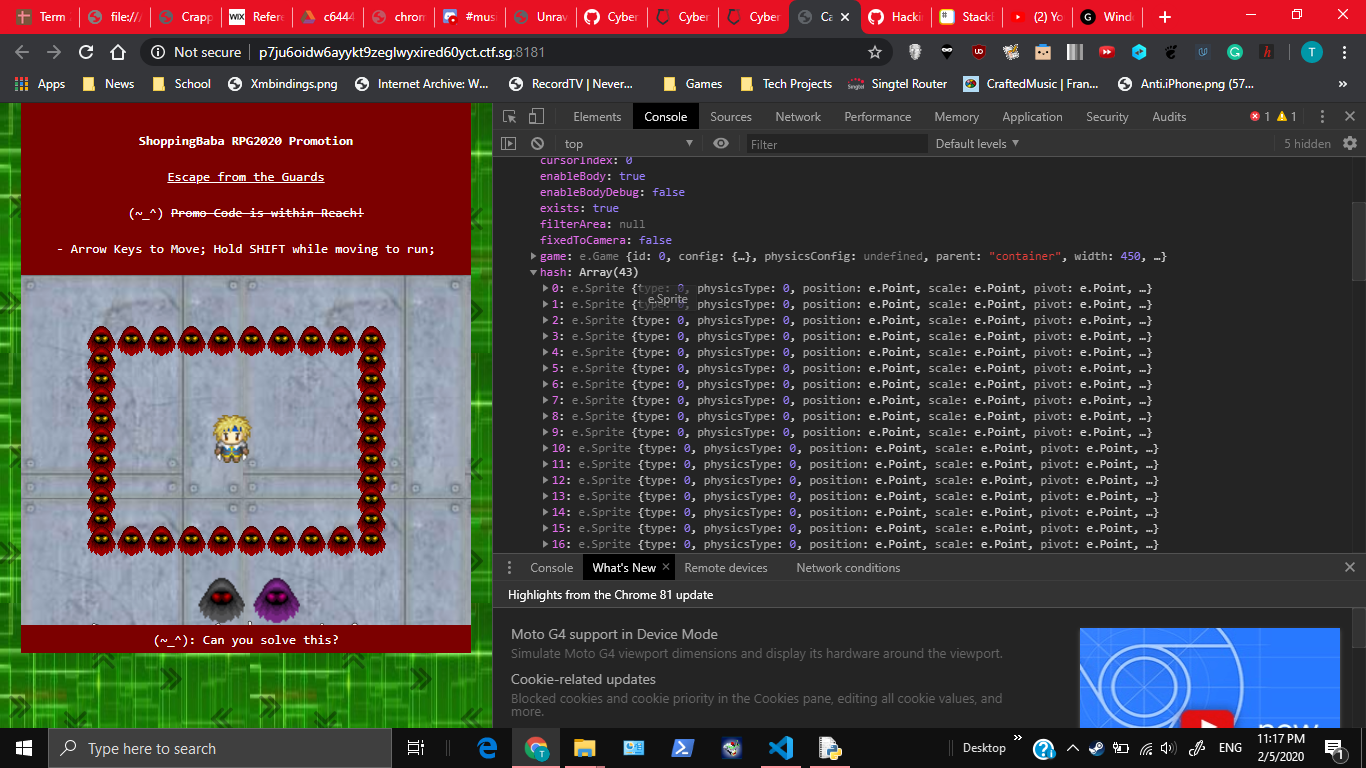 Term
file:///
Crapp
WIX Refere
c6444
chrom
#mus
Unrav
Cyber
Cyber
Cyber
Ca
Hackin
Stackl
(2) Yo
Wind
Not secure p7ju6oidw6ayykt9zeglwyxired60yct.ctf.sg:8181
T
Apps News School Xmbindings.png Internet Archive: W... RecordTV | Never... Games Tech Projects Singtel Router CraftedMusic | Fran... Anti.iPhone.png (57... »
ShoppingBaba RPG2020 Promotion
Escape from the Guards
(~_^) Promo Code is within Reach!
- Arrow Keys to Move; Hold SHIFT while moving to run;
(~_^): Can you solve this?
Elements Console Sources Network Performance Memory Application Security Audits 1 1
top Filter Default levels 5 hidden
cursorIndex: 0
enableBody: true
enableBodyDebug: false
exists: true
filterArea: null
fixedToCamera: false
game: e.Game {id: 0, config: {…}, physicsConfig: undefined, parent: "container", width: 450, …}
hash: Array(43)
0: e.Sprite {type: 0, physicsType: 0, position: e.Point, scale: e.Point, pivot: e.Point, …}
e.Sprite
1: e.Sprite {type: 0, physicsType: 0, position: e.Point, scale: e.Point, pivot: e.Point, …}
2: e.Sprite {type: 0, physicsType: 0, position: e.Point, scale: e.Point, pivot: e.Point, …}
3: e.Sprite {type: 0, physicsType: 0, position: e.Point, scale: e.Point, pivot: e.Point, …}
4: e.Sprite {type: 0, physicsType: 0, position: e.Point, scale: e.Point, pivot: e.Point, …}
5: e.Sprite {type: 0, physicsType: 0, position: e.Point, scale: e.Point, pivot: e.Point, …}
6: e.Sprite {type: 0, physicsType: 0, position: e.Point, scale: e.Point, pivot: e.Point, …}
7: e.Sprite {type: 0, physicsType: 0, position: e.Point, scale: e.Point, pivot: e.Point, …}
8: e.Sprite {type: 0, physicsType: 0, position: e.Point, scale: e.Point, pivot: e.Point, …}
9: e.Sprite {type: 0, physicsType: 0, position: e.Point, scale: e.Point, pivot: e.Point, …}
10: e.Sprite {type: 0, physicsType: 0, position: e.Point, scale: e.Point, pivot: e.Point, …}
11: e.Sprite {type: 0, physicsType: 0, position: e.Point, scale: e.Point, pivot: e.Point, …}
12: e.Sprite {type: 0, physicsType: 0, position: e.Point, scale: e.Point, pivot: e.Point, …}
13: e.Sprite {type: 0, physicsType: 0, position: e.Point, scale: e.Point, pivot: e.Point, …}
14: e.Sprite {type: 0, physicsType: 0, position: e.Point, scale: e.Point, pivot: e.Point, …}
15: e.Sprite {type: 0, physicsType: 0, position: e.Point, scale: e.Point, pivot: e.Point, …}
16: e.Sprite {type: 0, physicsType: 0, position: e.Point, scale: e.Point, pivot: e.Point, …}
Console What's New Remote devices Network conditions
Highlights from the Chrome 81 update
Moto G4 support in Device Mode
Simulate Moto G4 viewport dimensions and display its hardware around the viewport.
Cookie-related updates
Blocked cookies and cookie priority in the Cookies pane, editing all cookie values, and
more.
new
Type here to search
Desktop » ENG
11:17 PM
2/5/2020
1